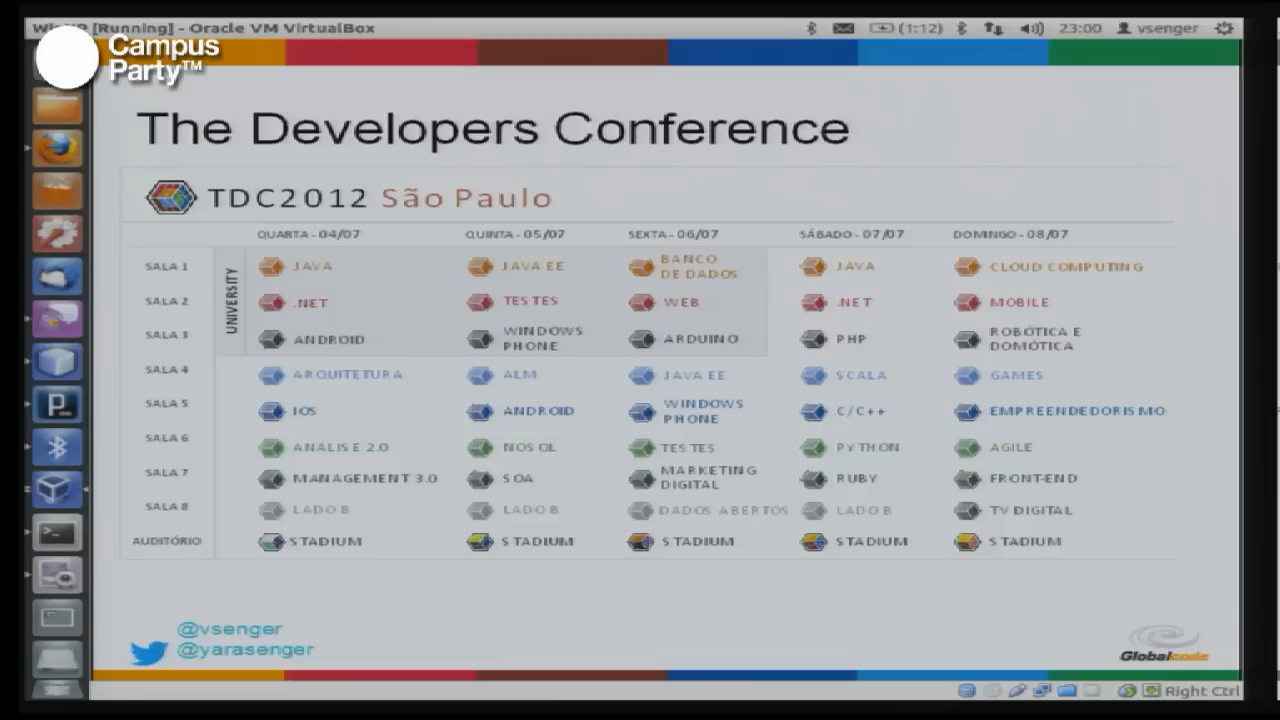 WinXP [Running] - Oracle VM VirtualBox
(1:12) 23:00 vsenger
Campus
Party™
The Developers Conference
TDC2012 São Paulo
QUARTA - 04/07 QUINTA - 05/07 SEXTA - 06/07 SÁBADO - 07/07 DOMINGO - 08/07
UNIVERSITY
SALA 1 JAVA JAVA EE BANCO DE DADOS JAVA CLOUD COMPUTING
SALA 2 .NET TESTES WEB .NET MOBILE
SALA 3 ANDROID WINDOWS PHONE ARDUINO PHP ROBÓTICA E DOMÓTICA
SALA 4 ARQUITETURA ALM JAVA EE SCALA GAMES
SALA 5 IOS ANDROID WINDOWS PHONE C/C++ EMPREENDEDORISMO
SALA 6 ANÁLISE 2.0 NOSQL TESTES PYTHON AGILE
SALA 7 MANAGEMENT 3.0 SOA MARKETING DIGITAL RUBY FRONT-END
SALA 8 LADO B LADO B DADOS ABERTOS LADO B TV DIGITAL
AUDITÓRIO STADIUM STADIUM STADIUM STADIUM STADIUM
@vsenger
@yarasenger
Globalcode
Right Ctrl